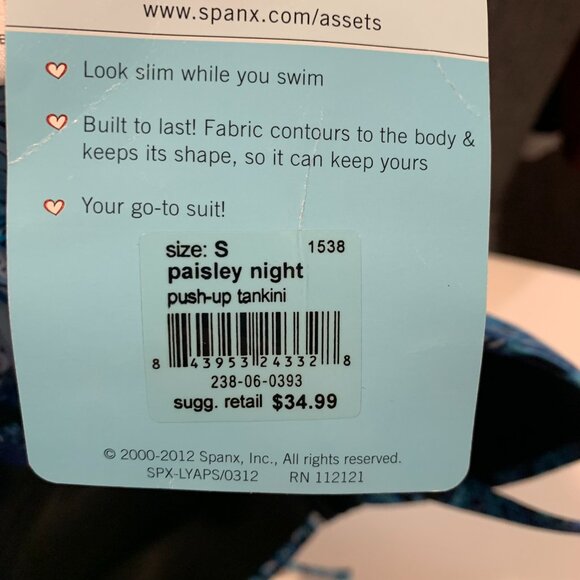 www.spanx.com/assets
Look slim while you swim
Built to last! Fabric contours to the body &
keeps its shape, so it can keep yours
Your go-to suit!
size: S 1538
paisley night
push-up tankini
8 43953 24332 8
238-06-0393
sugg. retail $34.99
© 2000-2012 Spanx, Inc., All rights reserved.
SPX-LYAPS/0312 RN 112121